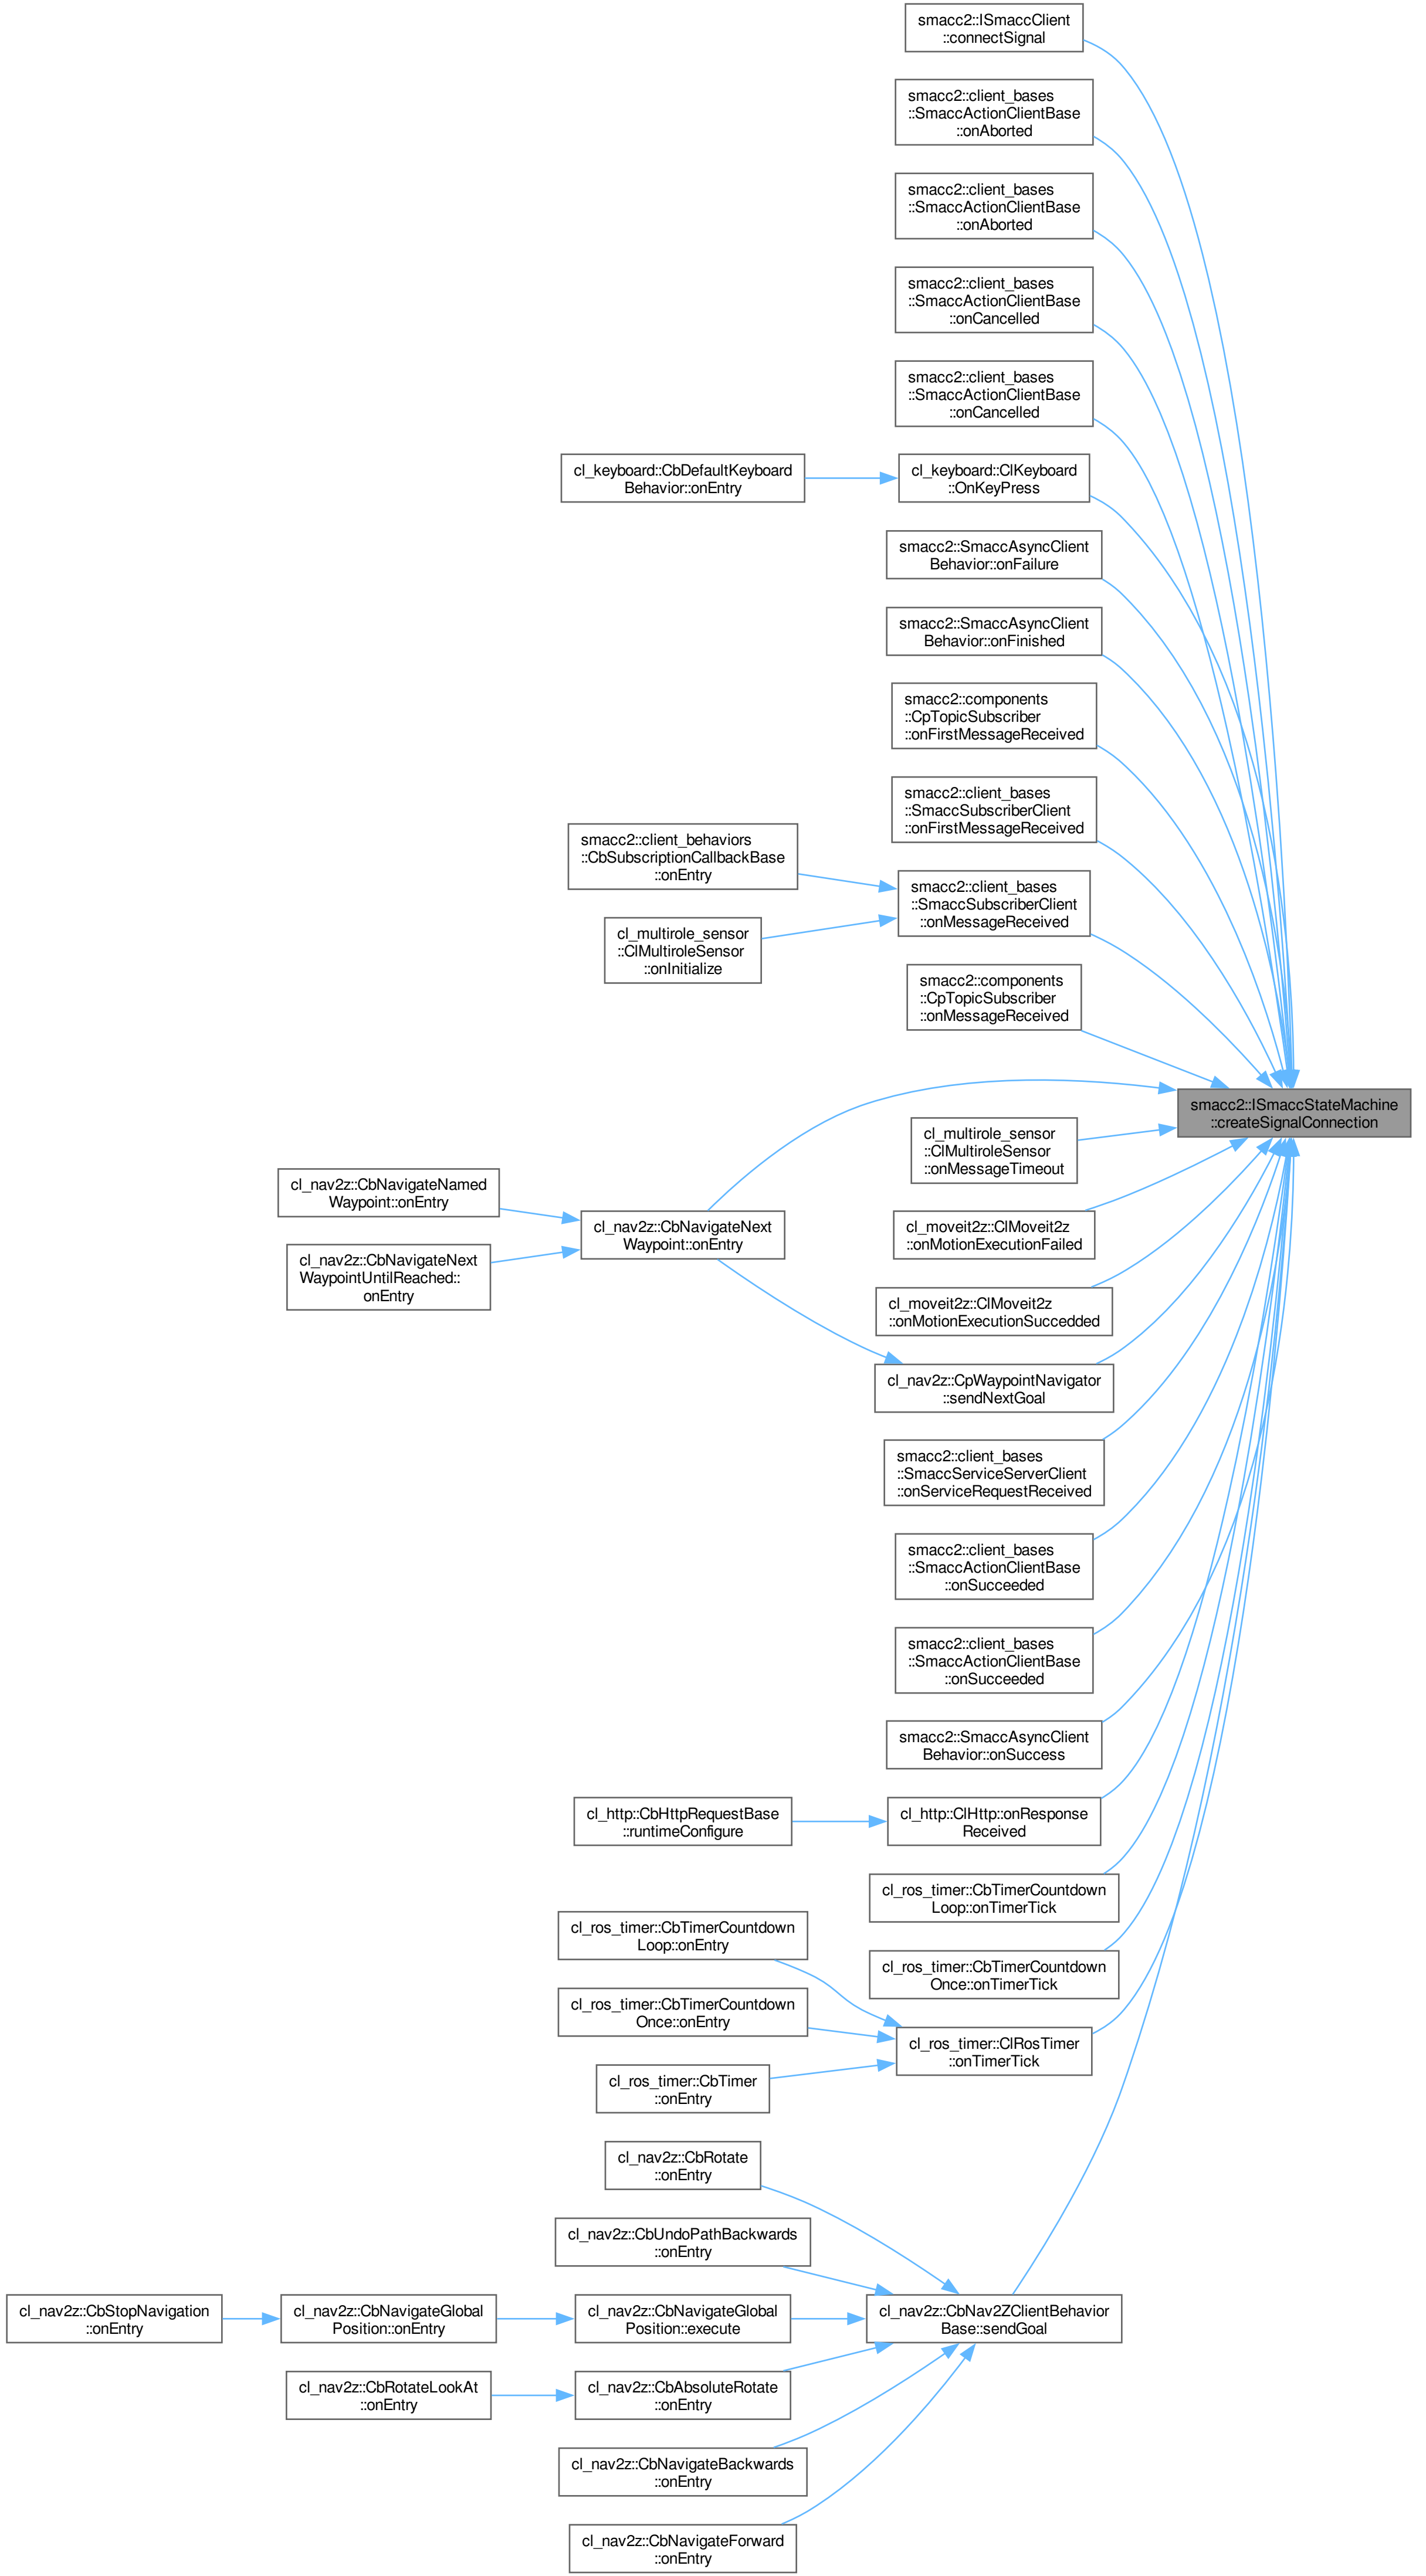 smacc2::ISmaccClient
::connectSignal
smacc2::client_bases
::SmaccActionClientBase
::onAborted
smacc2::client_bases
::SmaccActionClientBase
::onAborted
smacc2::client_bases
::SmaccActionClientBase
::onCancelled
smacc2::client_bases
::SmaccActionClientBase
::onCancelled
cl_keyboard::CbDefaultKeyboard
Behavior::onEntry
cl_keyboard::ClKeyboard
::OnKeyPress
smacc2::SmaccAsyncClient
Behavior::onFailure
smacc2::SmaccAsyncClient
Behavior::onFinished
smacc2::components
::CpTopicSubscriber
::onFirstMessageReceived
smacc2::client_bases
::SmaccSubscriberClient
::onFirstMessageReceived
smacc2::client_behaviors
::CbSubscriptionCallbackBase
::onEntry
smacc2::client_bases
::SmaccSubscriberClient
::onMessageReceived
cl_multirole_sensor
::ClMultiroleSensor
::onInitialize
smacc2::components
::CpTopicSubscriber
::onMessageReceived
smacc2::ISmaccStateMachine
::createSignalConnection
cl_multirole_sensor
::ClMultiroleSensor
::onMessageTimeout
cl_nav2z::CbNavigateNamed
Waypoint::onEntry
cl_nav2z::CbNavigateNext
Waypoint::onEntry
cl_moveit2z::ClMoveit2z
::onMotionExecutionFailed
cl_nav2z::CbNavigateNext
WaypointUntilReached::
onEntry
cl_moveit2z::ClMoveit2z
::onMotionExecutionSuccedded
cl_nav2z::CpWaypointNavigator
::sendNextGoal
smacc2::client_bases
::SmaccServiceServerClient
::onServiceRequestReceived
smacc2::client_bases
::SmaccActionClientBase
::onSucceeded
smacc2::client_bases
::SmaccActionClientBase
::onSucceeded
smacc2::SmaccAsyncClient
Behavior::onSuccess
cl_http::CbHttpRequestBase
::runtimeConfigure
cl_http::ClHttp::onResponse
Received
cl_ros_timer::CbTimerCountdown
Loop::onTimerTick
cl_ros_timer::CbTimerCountdown
Loop::onEntry
cl_ros_timer::CbTimerCountdown
Once::onTimerTick
cl_ros_timer::CbTimerCountdown
Once::onEntry
cl_ros_timer::ClRosTimer
::onTimerTick
cl_ros_timer::CbTimer
::onEntry
cl_nav2z::CbRotate
::onEntry
cl_nav2z::CbUndoPathBackwards
::onEntry
cl_nav2z::CbStopNavigation
::onEntry
cl_nav2z::CbNavigateGlobal
Position::onEntry
cl_nav2z::CbNavigateGlobal
Position::execute
cl_nav2z::CbNav2ZClientBehavior
Base::sendGoal
cl_nav2z::CbRotateLookAt
::onEntry
cl_nav2z::CbAbsoluteRotate
::onEntry
cl_nav2z::CbNavigateBackwards
::onEntry
cl_nav2z::CbNavigateForward
::onEntry